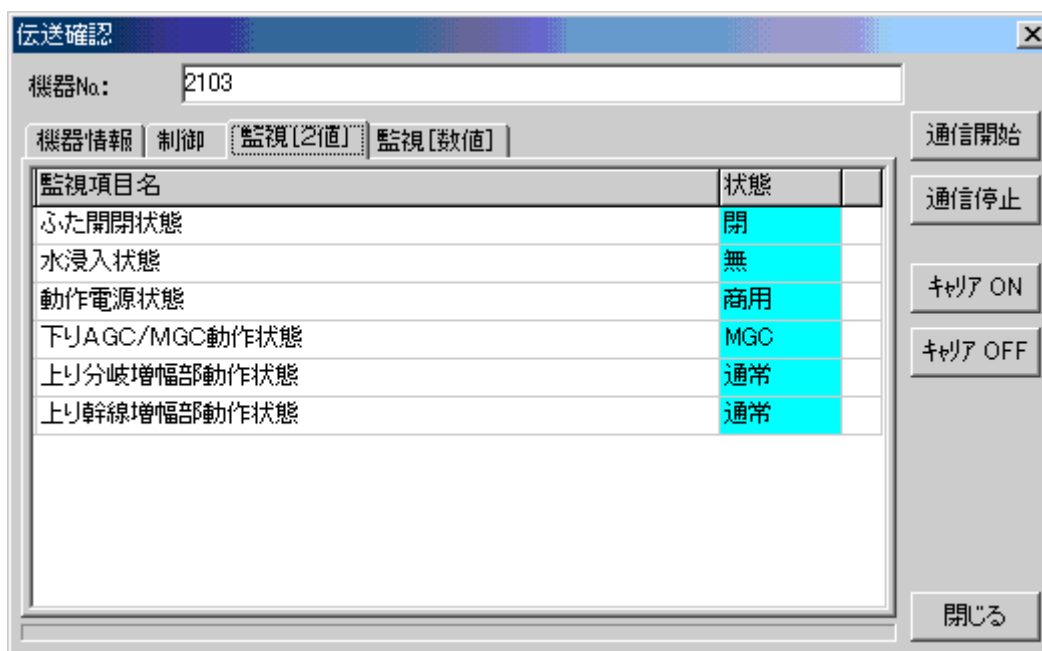 伝送確認
機器No.: 2103
機器情報 制御 監視[2値] 監視[数値]
通信開始
監視項目名 状態
通信停止
ふた開閉状態 閉
水浸入状態 無
動作電源状態 商用
キャリア ON
下りAGC/MGC動作状態 MGC
キャリア OFF
上り分岐増幅部動作状態 通常
上り幹線増幅部動作状態 通常
閉じる